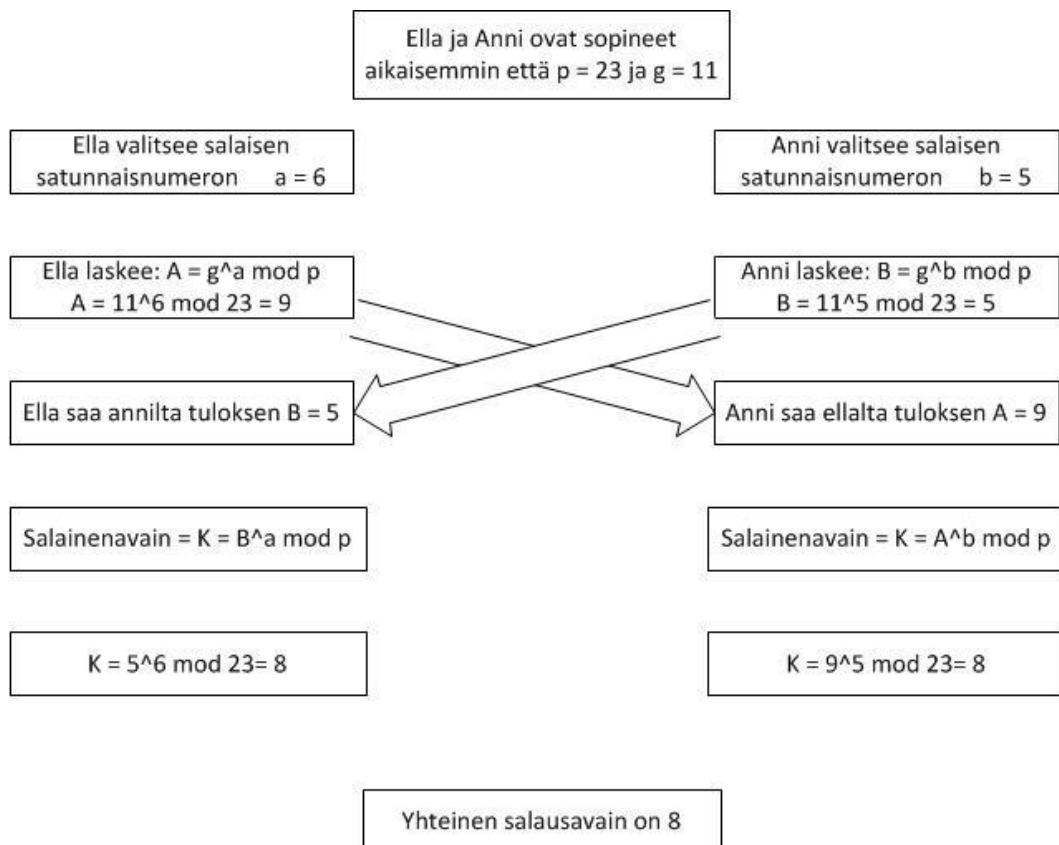 Ella ja Anni ovat sopineet
aikaisemmin että p = 23 ja g = 11
Ella valitsee salaisen
satunnaisnumeron a = 6
Anni valitsee salaisen
satunnaisnumeron b = 5
Ella laskee: A = g^a mod p
A = 11^6 mod 23 = 9
Anni laskee: B = g^b mod p
B = 11^5 mod 23 = 5
Ella saa annilta tuloksen B = 5
Anni saa ellalta tuloksen A = 9
Salainenavain = K = B^a mod p
Salainenavain = K = A^b mod p
K = 5^6 mod 23= 8
K = 9^5 mod 23= 8
Yhteinen salausavain on 8